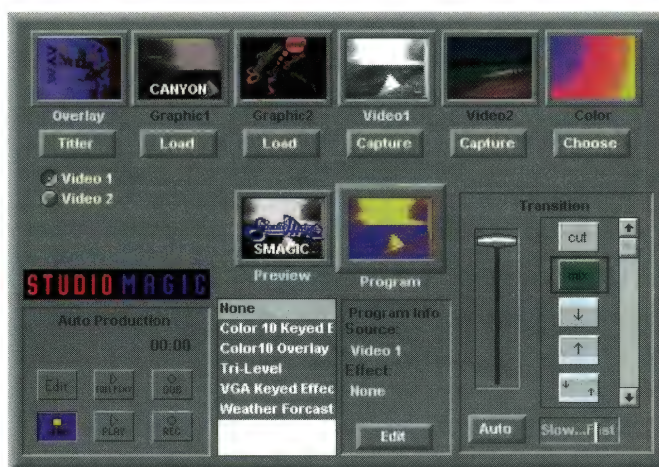 CANYON
Overlay Graphic1 Graphic2 Video1 Video2 Color
Titler Load Load Capture Capture Choose
Video 1
Video 2
SMAGIC
Preview
Program
Transition
cut
mix
STUDIO MAGIC
Auto Production
00:00
Edit
PLAY
REC
None
Color 10 Keyed E
Color10 Overlay
Tri-Level
VGA Keyed Effec
Weather Forcast
Program Info
Source:
Video 1
Effect:
None
Edit
Auto
Slow...Fast